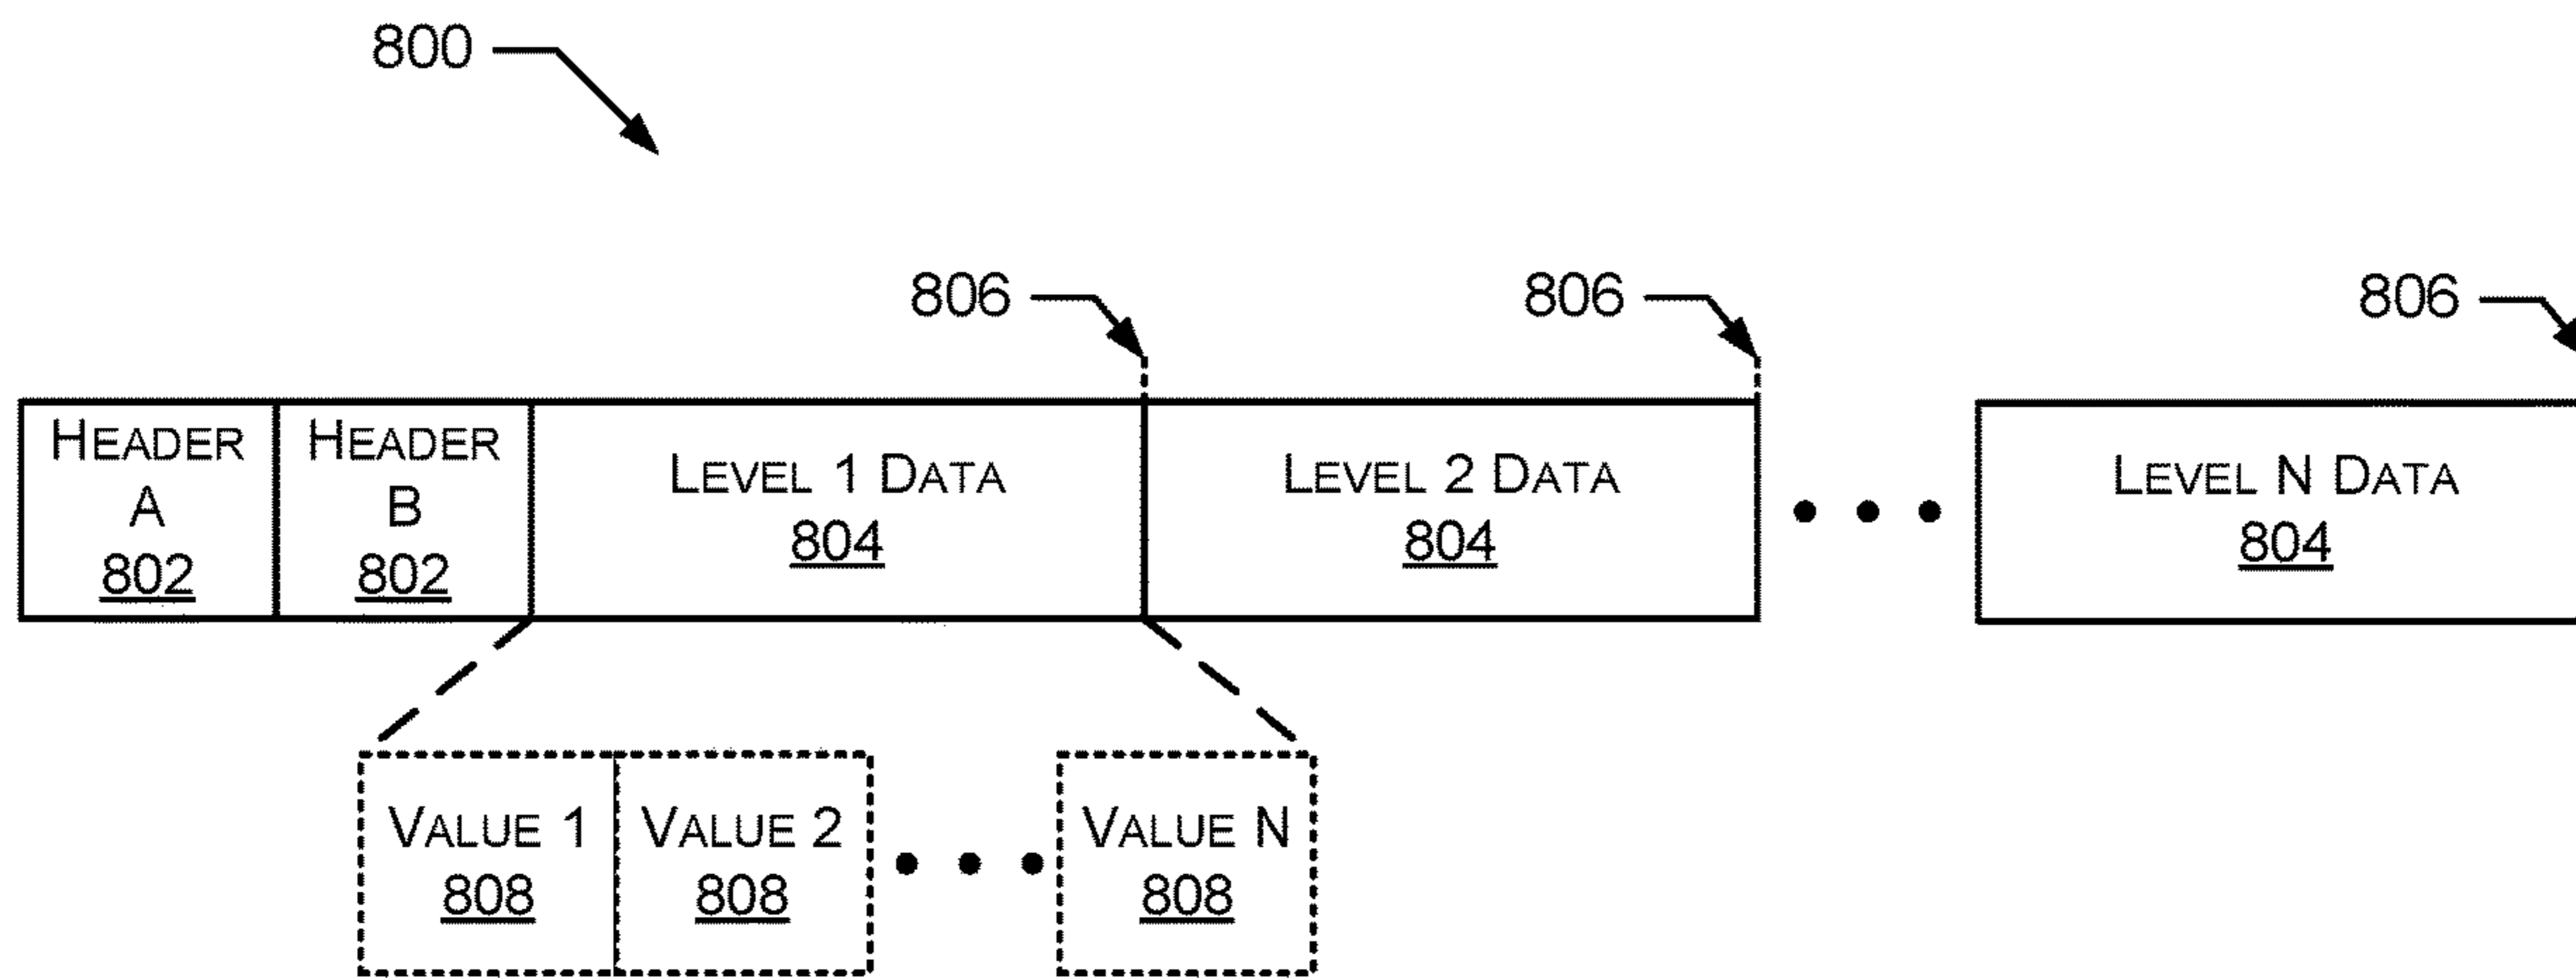 800
806
806
806
HEADER
A
802
HEADER
B
802
LEVEL 1 DATA
804
LEVEL 2 DATA
804
LEVEL N DATA
804
VALUE 1
808
VALUE 2
808
VALUE N
808